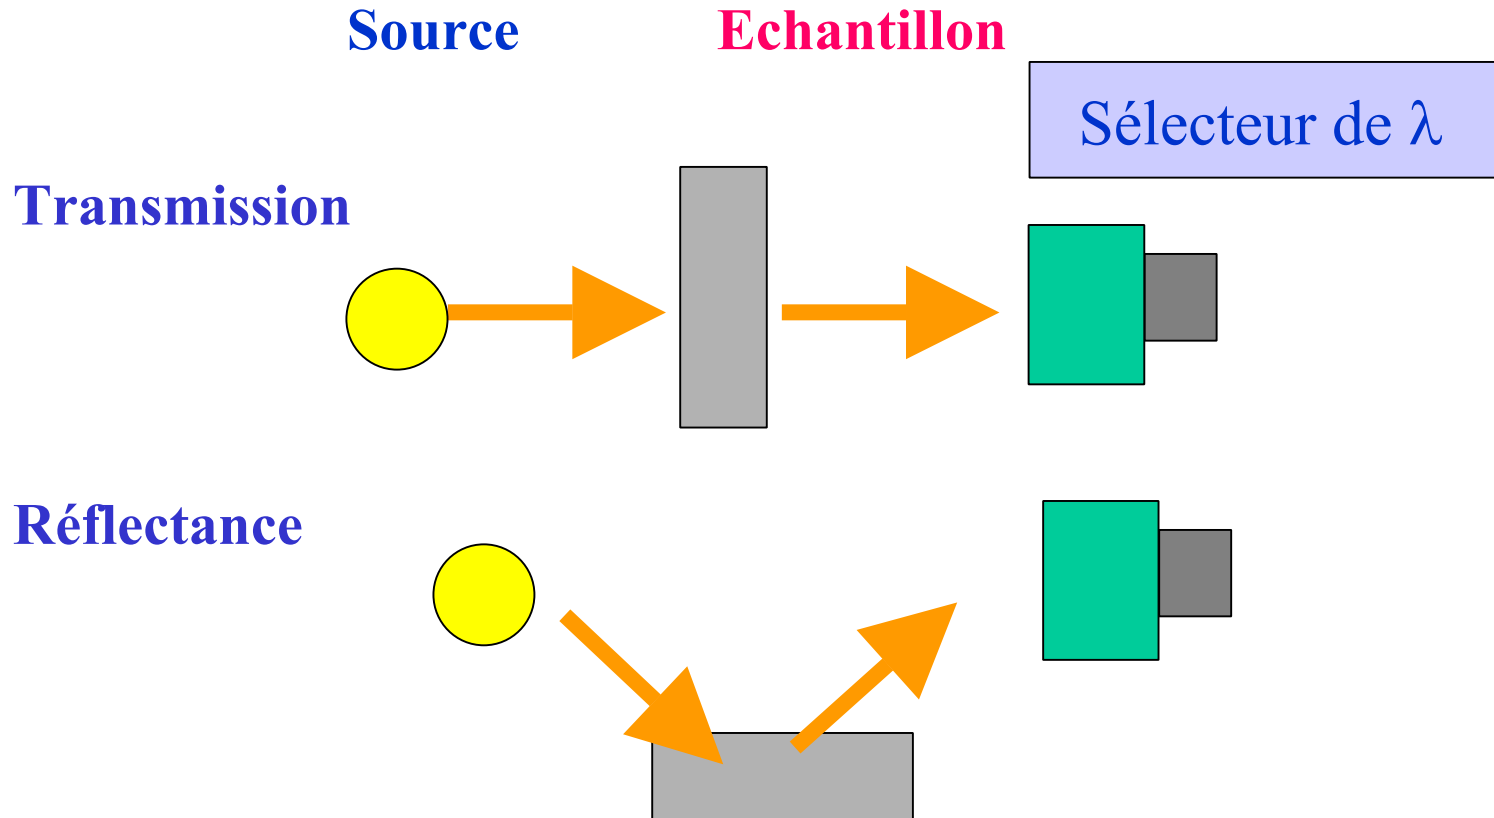 Source Echantillon
Sélecteur de λ
Transmission
Réflectance